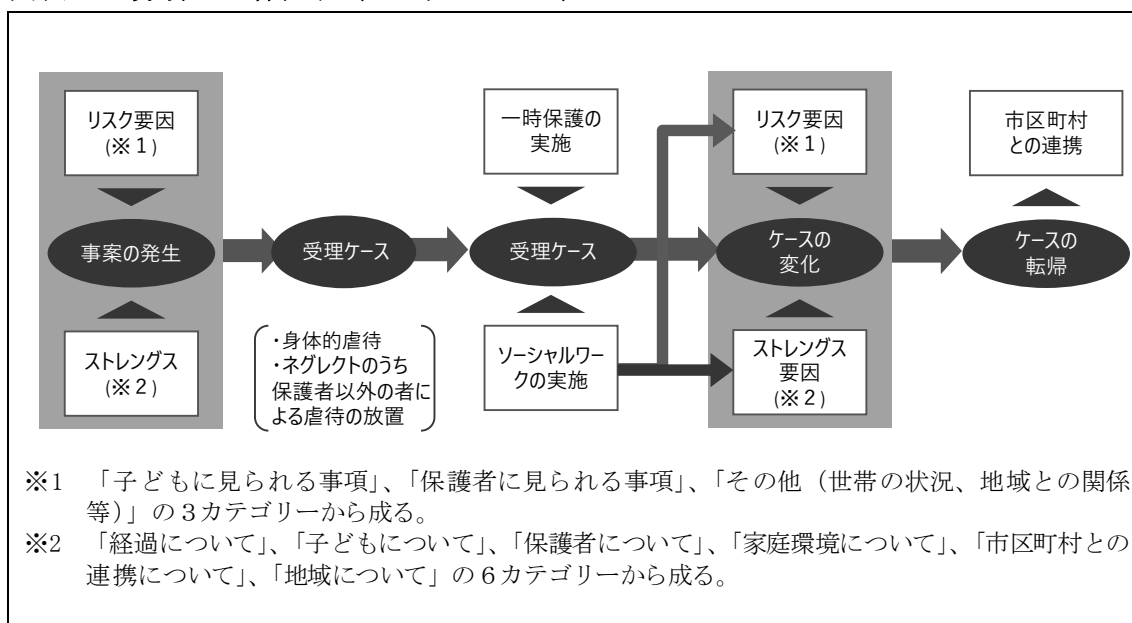 リスク要因
(※1)
事案の発生
ストレングス
(※2)
受理ケース
・身体的虐待
・ネグレクトのうち
保護者以外の者に
よる虐待の放置
一時保護の
実施
受理ケース
ソーシャルワー
クの実施
リスク要因
(※1)
ケースの
変化
ストレングス
要因
(※2)
市区町村
との連携
ケースの
転帰
※1 「子どもに見られる事項」、「保護者に見られる事項」、「その他（世帯の状況、地域との関係
等）」の３カテゴリーから成る。
※2 「経過について」、「子どもについて」、「保護者について」、「家庭環境について」、「市区町村との
連携について」、「地域について」の６カテゴリーから成る。